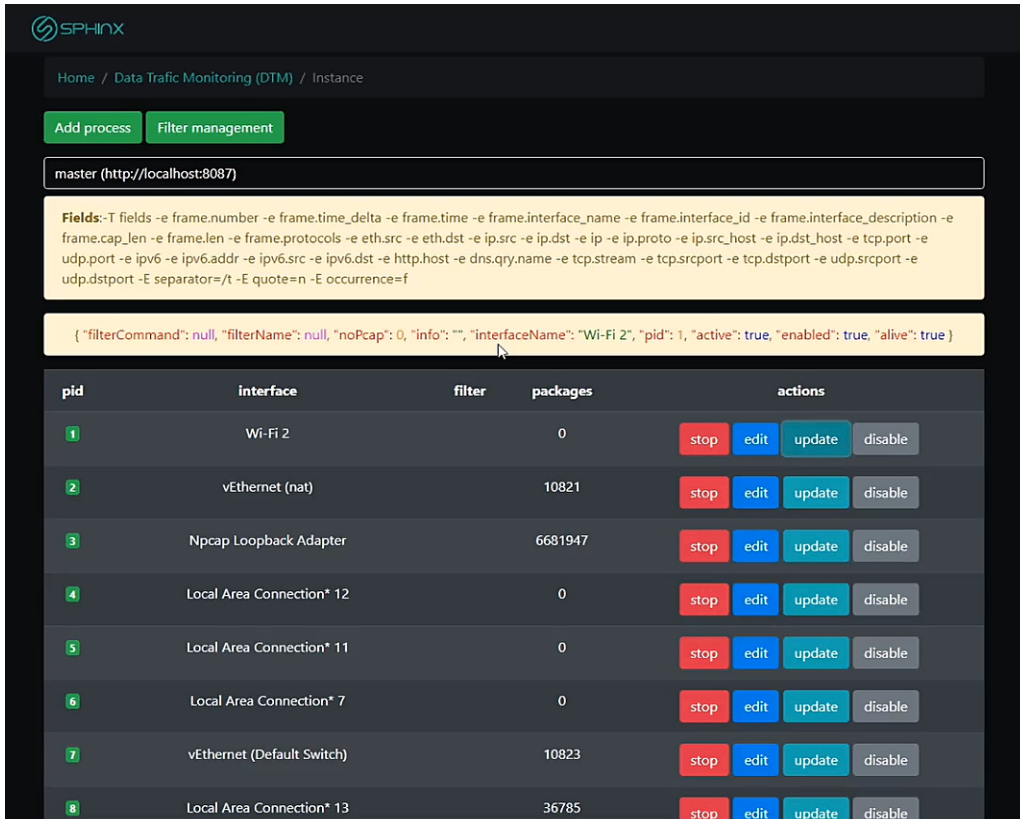 SPHINX
Home / Data Trafic Monitoring (DTM) / Instance
Add process Filter management
master (http://localhost:8087)
Fields:-T fields -e frame.number -e frame.time_delta -e frame.time -e frame.interface_name -e frame.interface_id -e frame.interface_description -e
frame.cap_len -e frame.len -e frame.protocols -e eth.src -e eth.dst -e ip.src -e ip.dst -e ip -e ip.proto -e ip.src_host -e ip.dst_host -e tcp.port -e
udp.port -e ipv6 -e ipv6.addr -e ipv6.src -e ipv6.dst -e http.host -e dns.qry.name -e tcp.stream -e tcp.srcport -e tcp.dstport -e udp.srcport -e
udp.dstport -E separator=/t -E quote=n -E occurrence=f
{ "filterCommand": null, "filterName": null, "noPcap": 0, "info": "", "interfaceName": "Wi-Fi 2", "pid": 1, "active": true, "enabled": true, "alive": true }
pid interface filter packages actions
1 Wi-Fi 2 0 stop edit update disable
2 vEthernet (nat) 10821 stop edit update disable
3 Npcap Loopback Adapter 6681947 stop edit update disable
4 Local Area Connection* 12 0 stop edit update disable
5 Local Area Connection* 11 0 stop edit update disable
6 Local Area Connection* 7 0 stop edit update disable
7 vEthernet (Default Switch) 10823 stop edit update disable
8 Local Area Connection* 13 36785 stop edit update disable